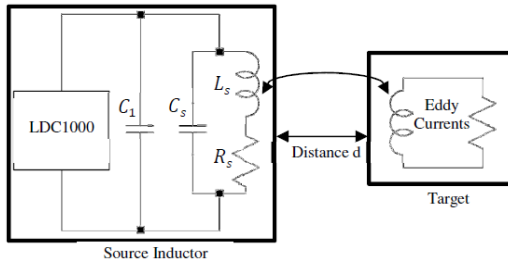 LDC1000
C₁
Cₛ
Lₛ
Rₛ
Distance d
Eddy
Currents
Source Inductor
Target